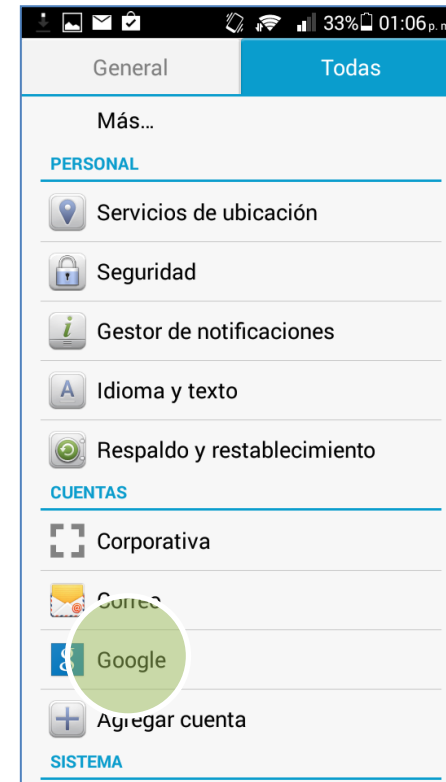 33% 01:06 p. m
General
Todas
Más...
PERSONAL
Servicios de ubicación
Seguridad
Gestor de notificaciones
Idioma y texto
Respaldo y restablecimiento
CUENTAS
Corporativa
Correo
Google
Agregar cuenta
SISTEMA